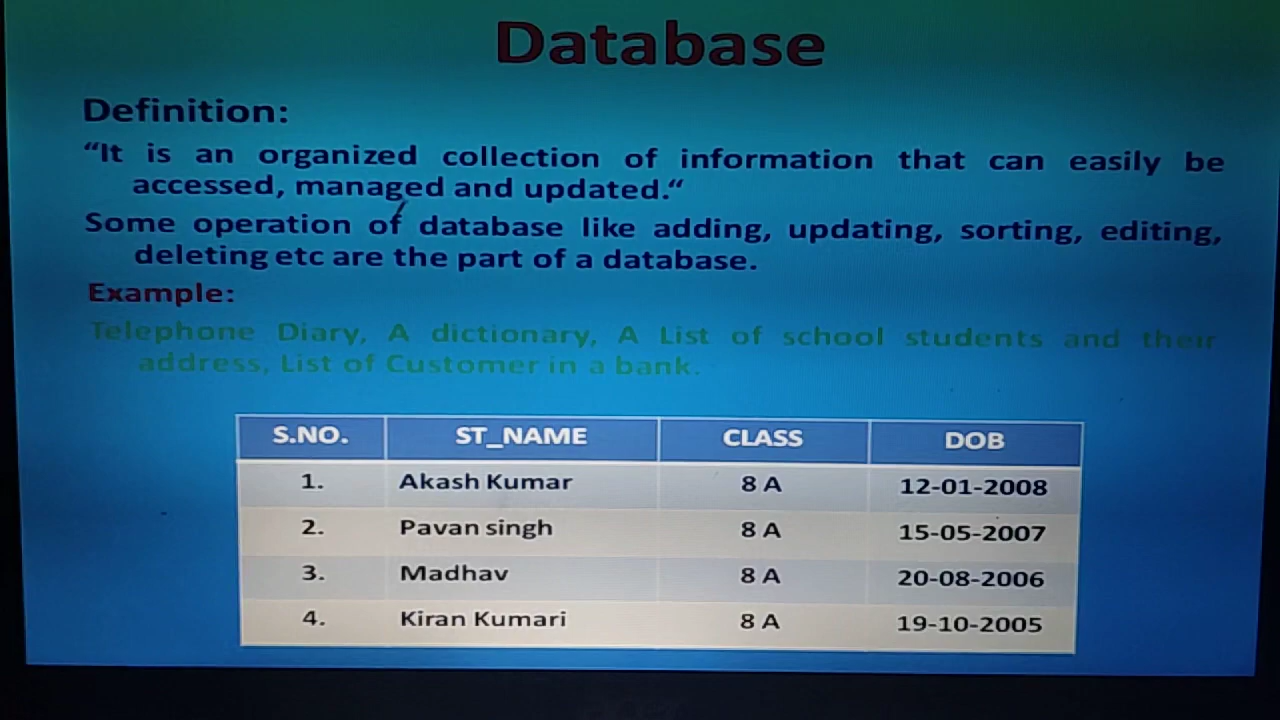 Database
Definition:
“It is an organized collection of information that can easily be
accessed, managed and updated.“
Some operation of database like adding, updating, sorting, editing,
deleting etc are the part of a database.
Example:
Telephone Diary, A dictionary, A List of school students and their
address, List of Customer in a bank.
S.NO. ST_NAME CLASS DOB
1. Akash Kumar 8 A 12-01-2008
2. Pavan singh 8 A 15-05-2007
3. Madhav 8 A 20-08-2006
4. Kiran Kumari 8 A 19-10-2005